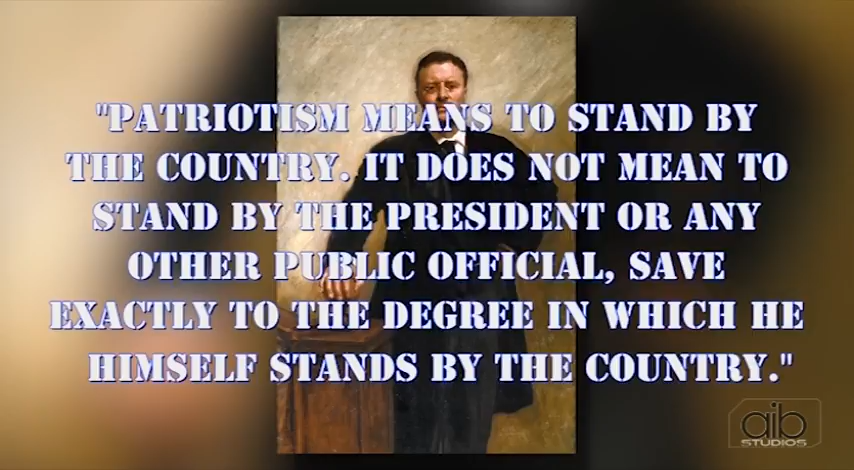 "PATRIOTISM MEANS TO STAND BY
THE COUNTRY. IT DOES NOT MEAN TO
STAND BY THE PRESIDENT OR ANY
OTHER PUBLIC OFFICIAL, SAVE
EXACTLY TO THE DEGREE IN WHICH HE
HIMSELF STANDS BY THE COUNTRY."
aib
STUDIOS